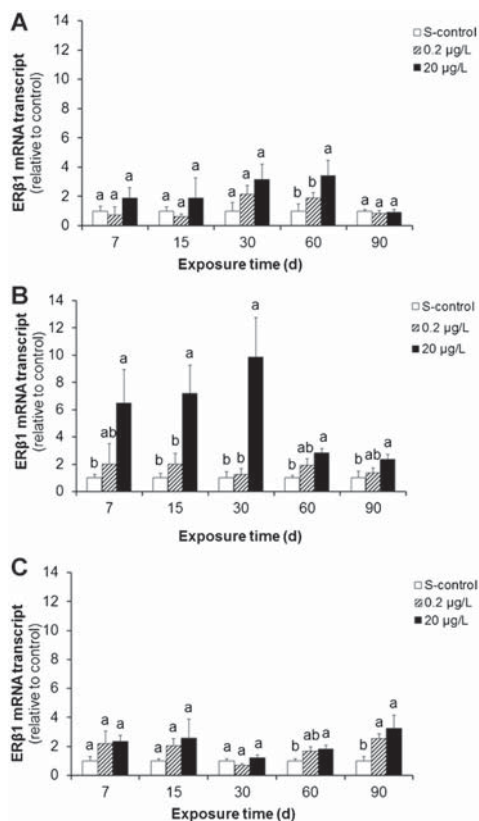 A
S-control
0.2 µg/L
20 µg/L
ERβ1 mRNA transcript
(relative to control)
14
12
10
8
6
4
2
0
a a a a a a a a a b b a a a a
7 15 30 60 90
Exposure time (d)
B
S-control
0.2 µg/L
20 µg/L
ERβ1 mRNA transcript
(relative to control)
14
12
10
8
6
4
2
0
b ab a b b a b b a b ab a b ab a
7 15 30 60 90
Exposure time (d)
C
S-control
0.2 µg/L
20 µg/L
ERβ1 mRNA transcript
(relative to control)
14
12
10
8
6
4
2
0
a a a a a a a a a b ab a b a a
7 15 30 60 90
Exposure time (d)